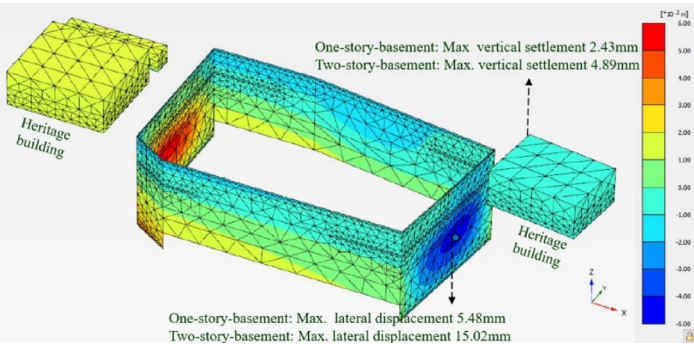 [*10⁻³ m]
One-story-basement: Max vertical settlement 2.43mm
Two-story-basement: Max. vertical settlement 4.89mm
Heritage
building
Heritage
building
One-story-basement: Max. lateral displacement 5.48mm
Two-story-basement: Max. lateral displacement 15.02mm
Z
Y
X
6.00
5.00
4.00
3.00
2.00
1.00
0.00
-1.00
-2.00
-3.00
-4.00
-5.00